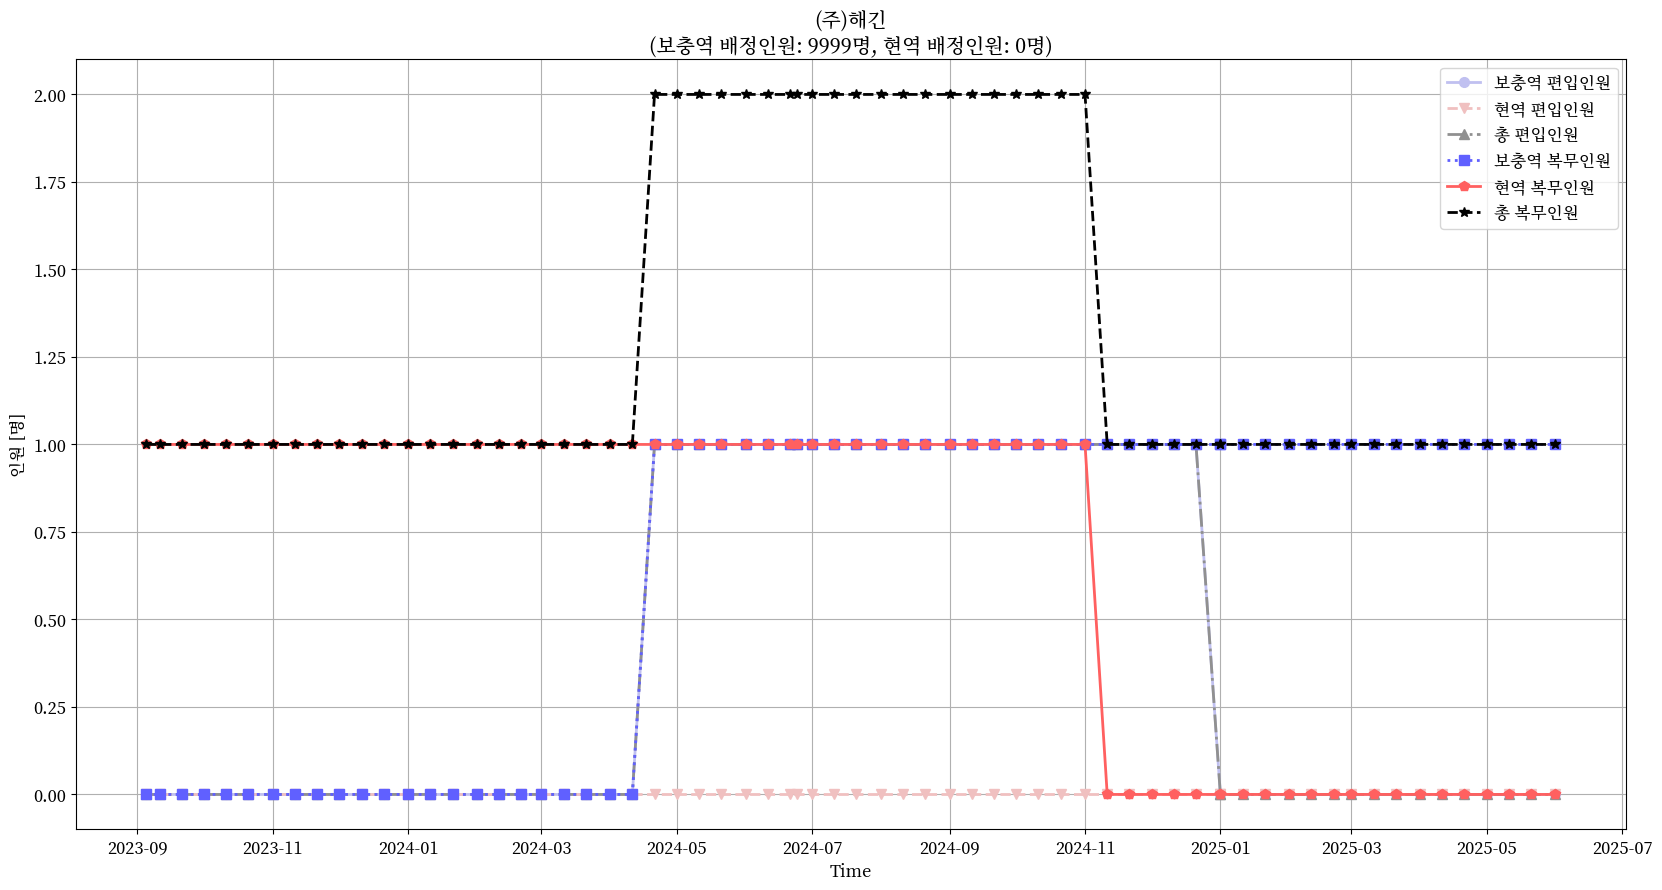 (주)해긴
(보충역 배정인원: 9999명, 현역 배정인원: 0명)
보충역 편입인원
현역 편입인원
총 편입인원
보충역 복무인원
현역 복무인원
총 복무인원
인원 [명]
2.00
1.75
1.50
1.25
1.00
0.75
0.50
0.25
0.00
2023-09 2023-11 2024-01 2024-03 2024-05 2024-07 2024-09 2024-11 2025-01 2025-03 2025-05 2025-07
Time